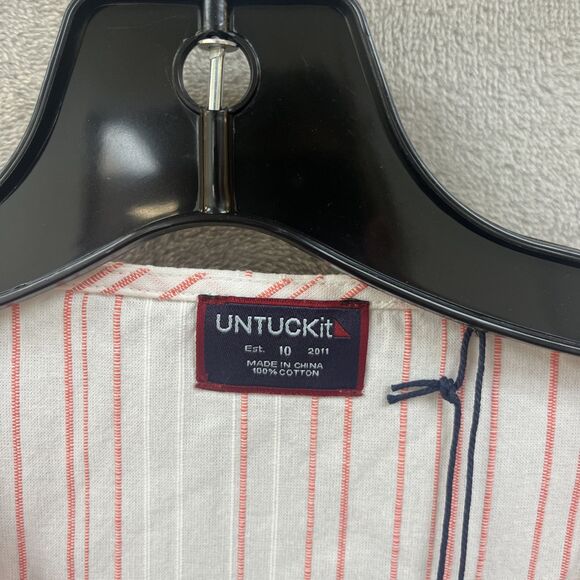 UNTUCKit
Est. 10 2011
MADE IN CHINA
100% COTTON